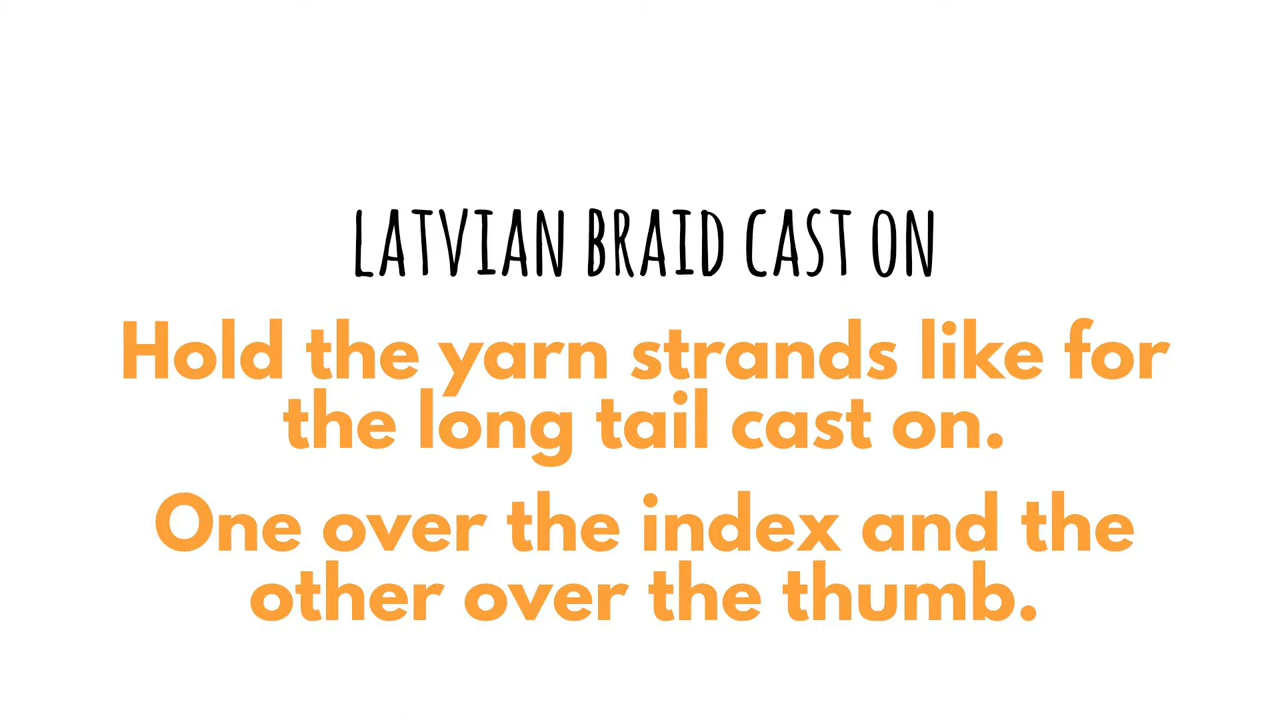 LATVIAN BRAID CAST ON
Hold the yarn strands like for
the long tail cast on.
One over the index and the
other over the thumb.